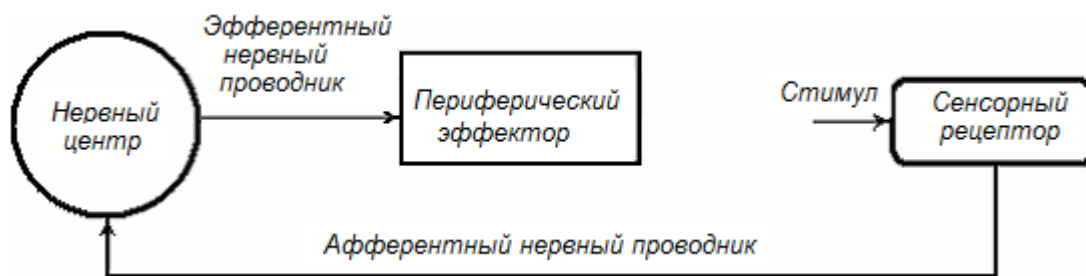 Эфферентный
нервный
проводник
Нервный
центр
Периферический
эффектор
Стимул
Сенсорный
рецептор
Афферентный нервный проводник